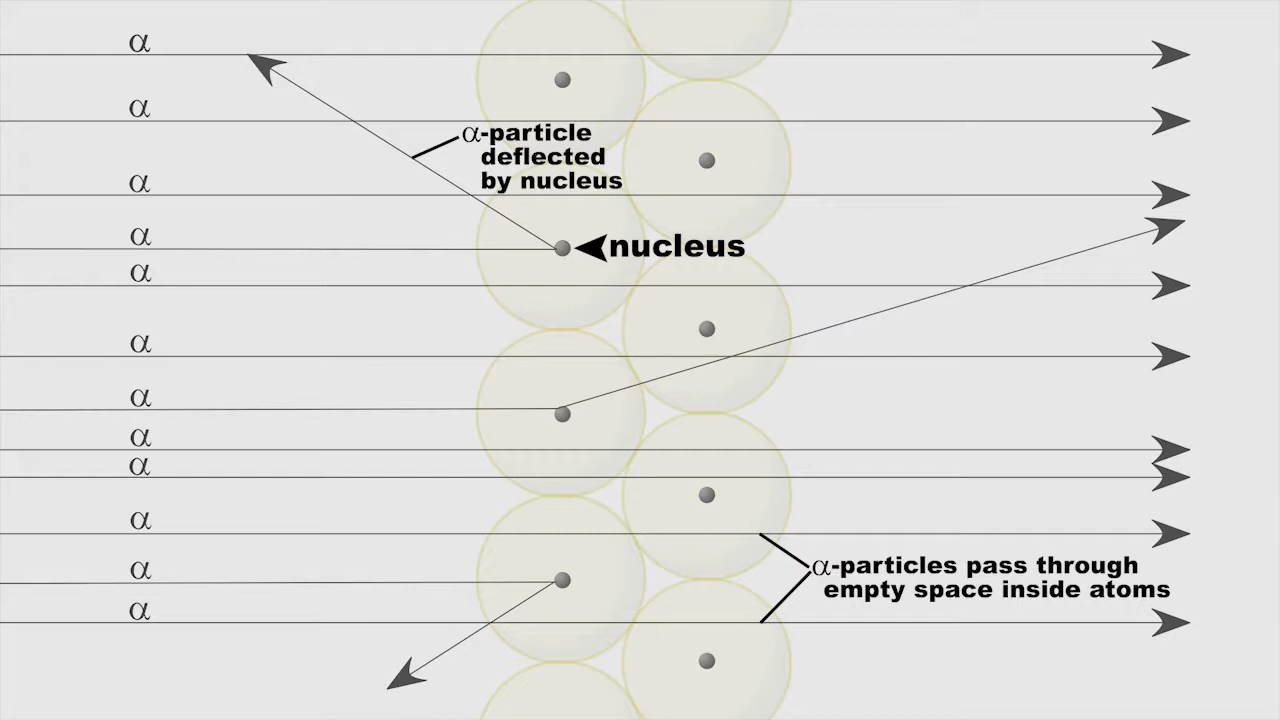 α
α
α-particle
deflected
by nucleus
α
α
nucleus
α
α
α
α
α
α
α
α-particles pass through
empty space inside atoms
α